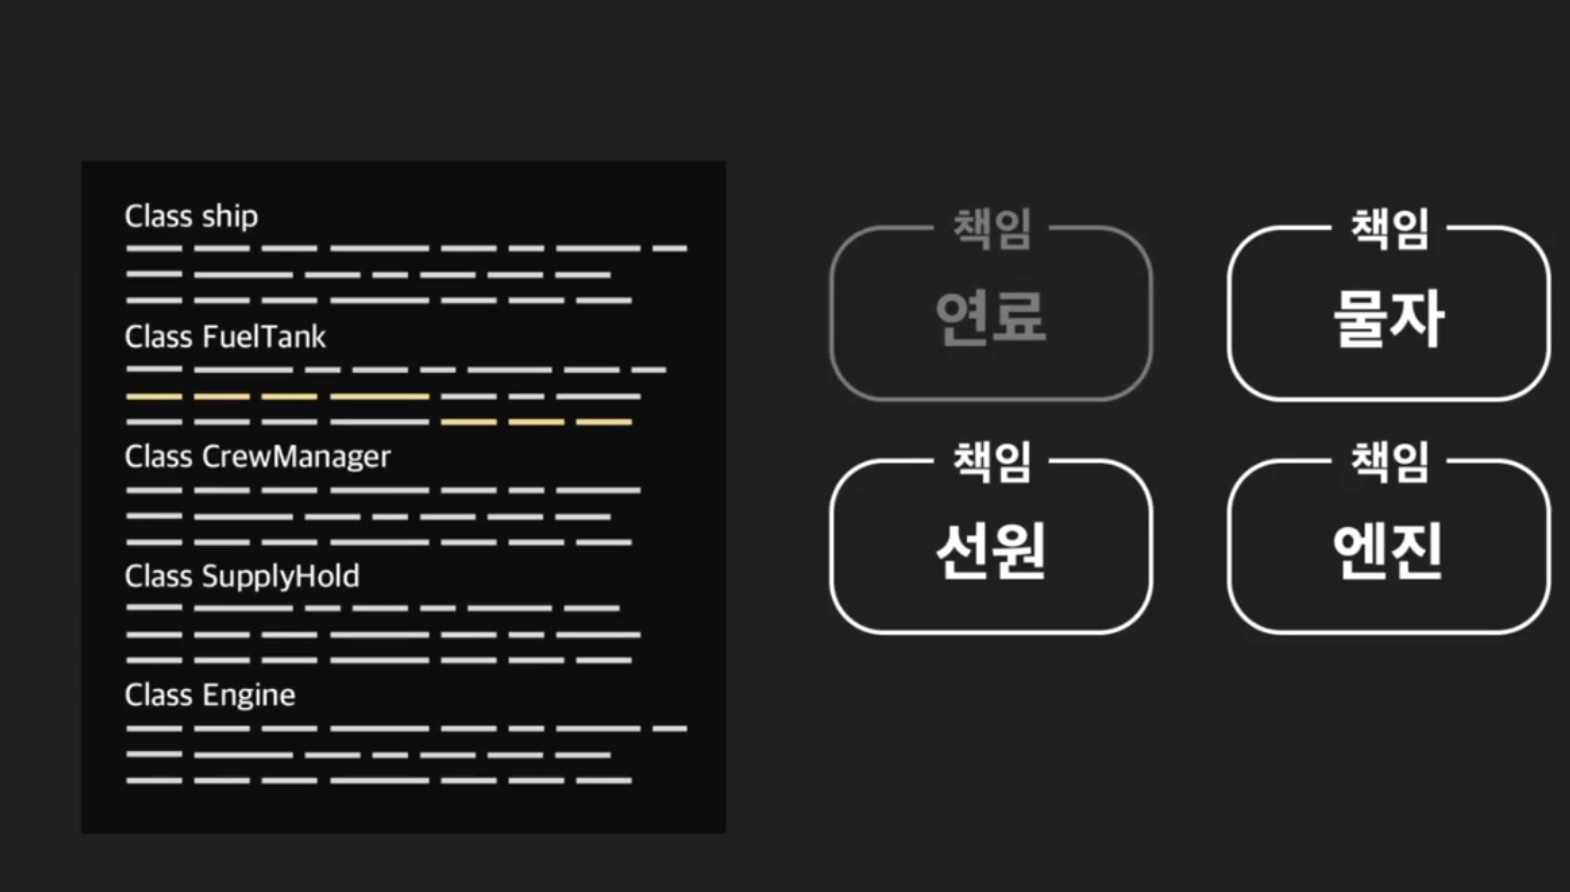 Class ship
Class FuelTank
Class CrewManager
Class SupplyHold
Class Engine
책임
연료
책임
물자
책임
선원
책임
엔진